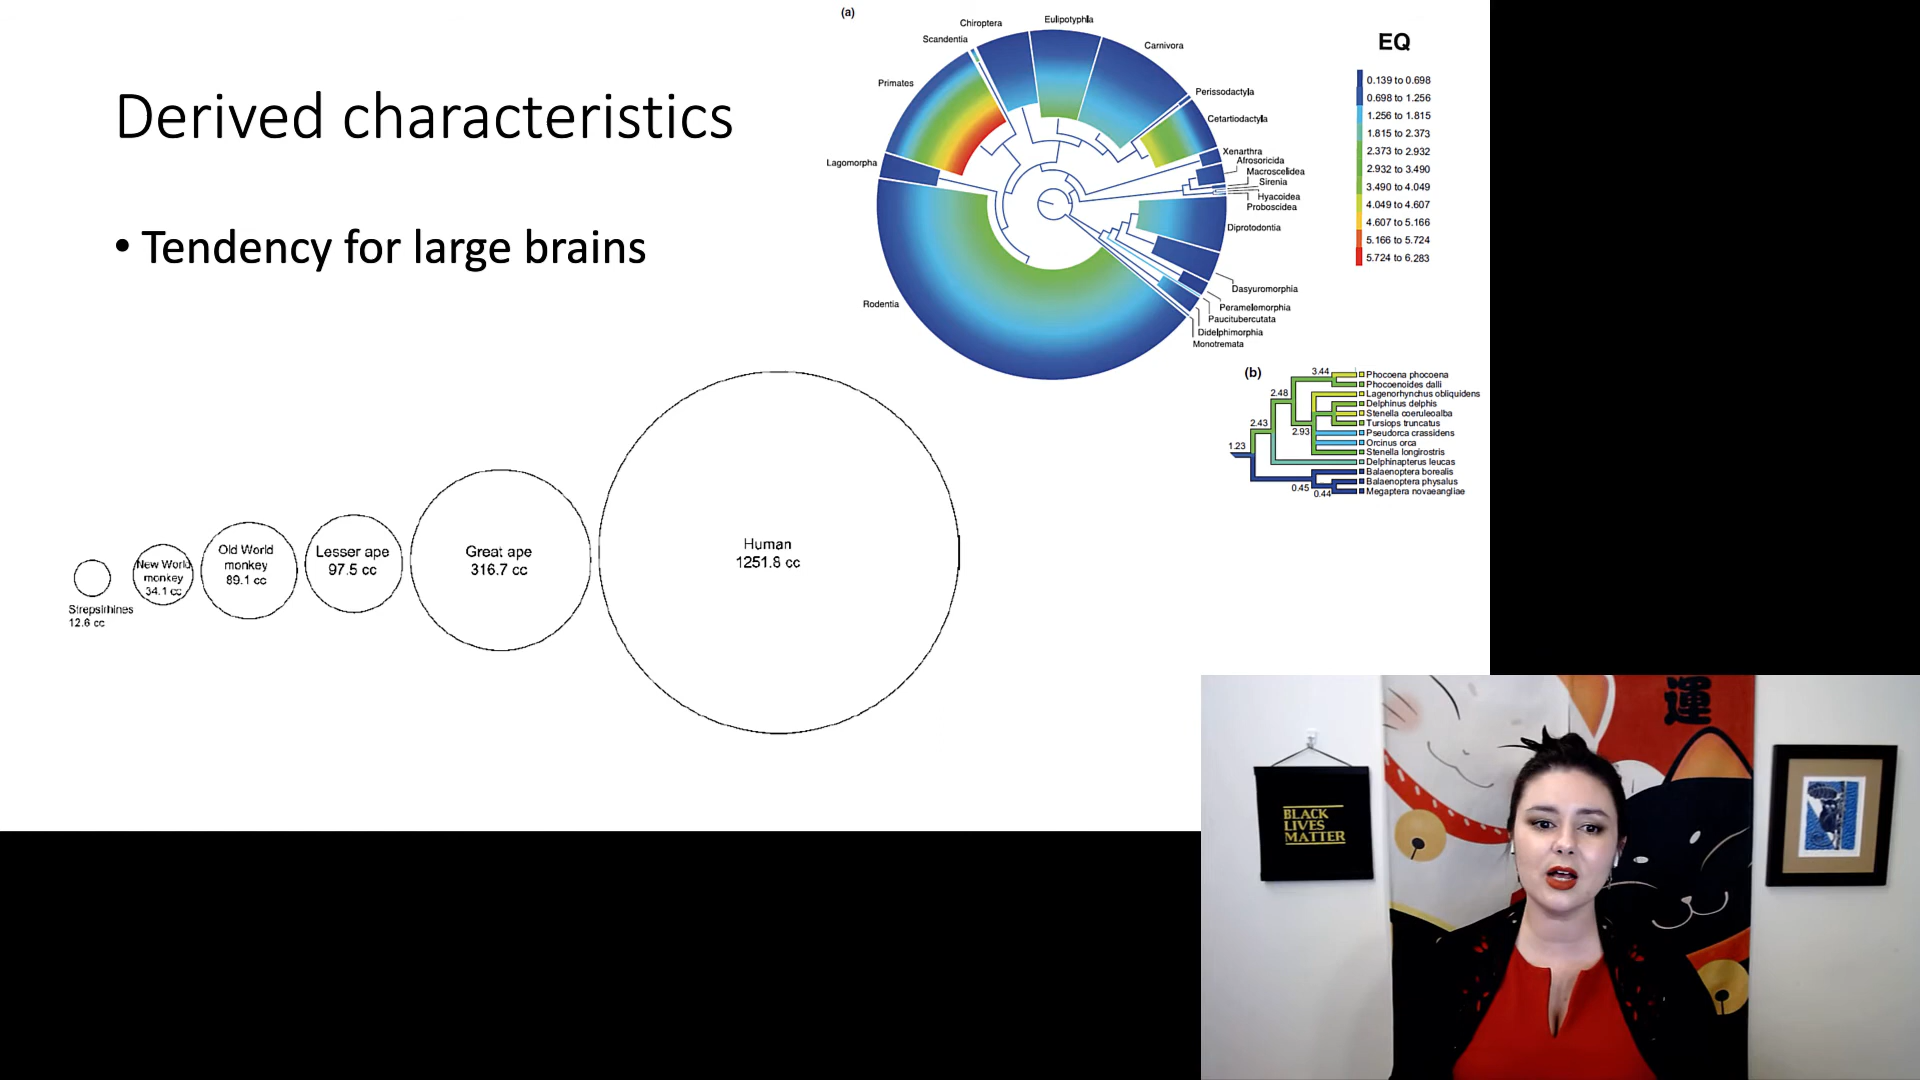 Derived characteristics
• Tendency for large brains
(a)
Chiroptera
Eulipotyphla
Scandentia
Carnivora
Primates
Perissodactyla
Cetartiodactyla
Lagomorpha
Xenarthra
Afrosoricida
Macroscelidea
Sirenia
Hyacoidea
Proboscidea
Diprotodontia
Dasyuromorphia
Rodentia
Peramelemorphia
Paucitubercutata
Didelphimorphia
Monotremata
EQ
0.139 to 0.698
0.698 to 1.256
1.256 to 1.815
1.815 to 2.373
2.373 to 2.932
2.932 to 3.490
3.490 to 4.049
4.049 to 4.607
4.607 to 5.166
5.166 to 5.724
5.724 to 6.283
(b)
3.44
2.48
2.43
2.93
1.23
0.45
0.44
Phocoena phocoena
Phocoenoides dalli
Lagenorhynchus obliquidens
Delphinus delphis
Stenella coeruleoalba
Tursiops truncatus
Pseudorca crassidens
Orcinus orca
Stenella longirostris
Delphinapterus leucas
Balaenoptera borealis
Balaenoptera physalus
Megaptera novaeangliae
Strepsirhines
12.6 cc
New World
monkey
34.1 cc
Old World
monkey
89.1 cc
Lesser ape
97.5 cc
Great ape
316.7 cc
Human
1251.8 cc
BLACK
LIVES
MATTER
運